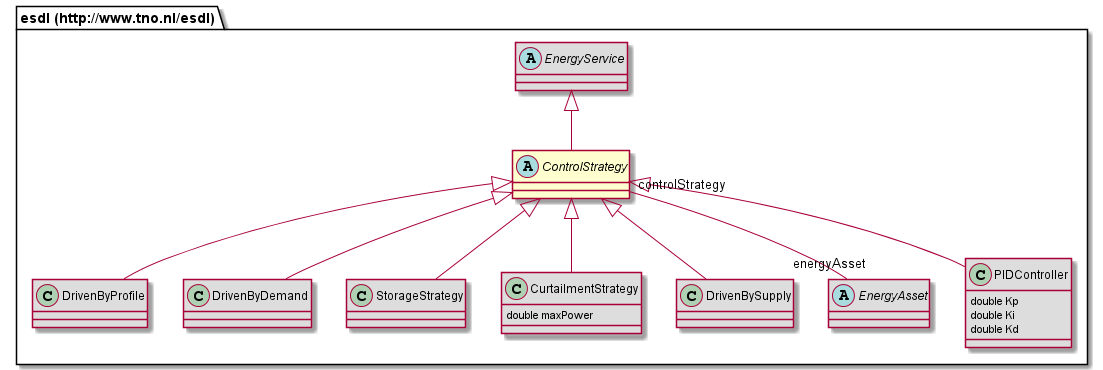 esdl (http://www.tno.nl/esdl)
A EnergyService
A ControlStrategy
controlStrategy
energyAsset
C DrivenByProfile
C DrivenByDemand
C StorageStrategy
C CurtailmentStrategy
double maxPower
C DrivenBySupply
A EnergyAsset
C PIDController
double Kp
double Ki
double Kd